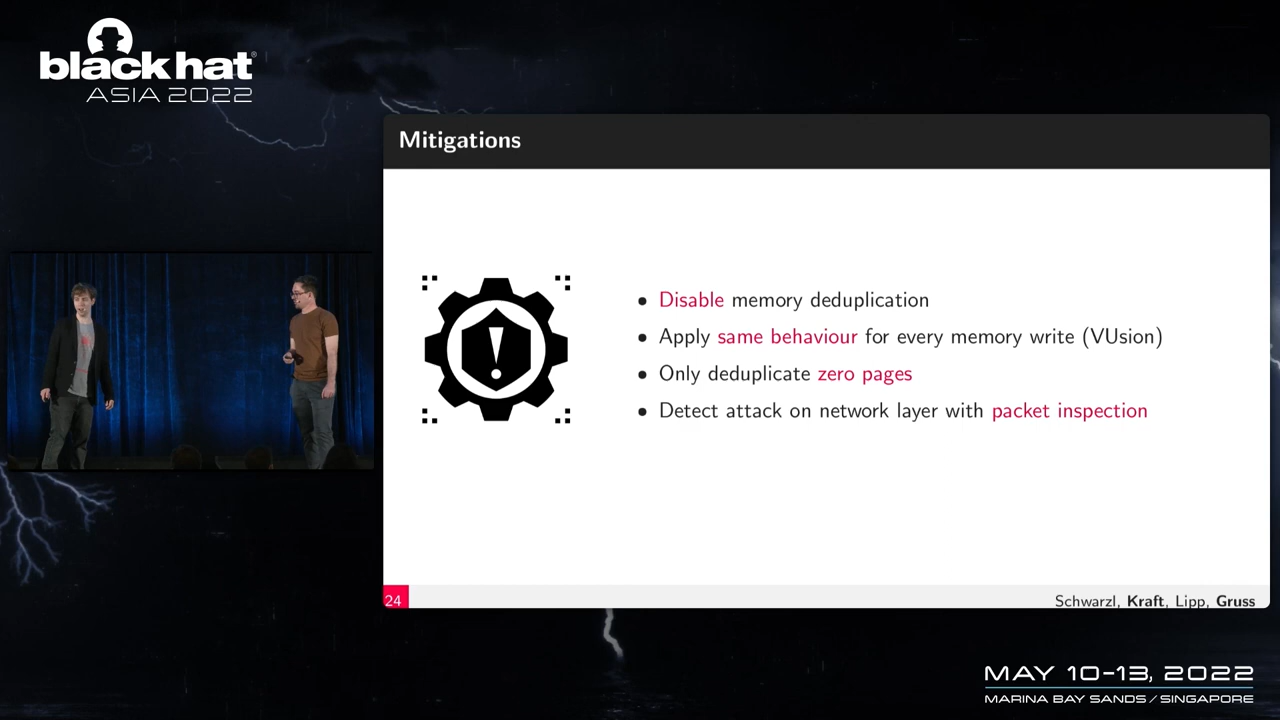 black hat®
ASIA 2022
Mitigations
• Disable memory deduplication
• Apply same behaviour for every memory write (VUsion)
• Only deduplicate zero pages
• Detect attack on network layer with packet inspection
24
Schwarzl, Kraft, Lipp, Gruss
MAY 10-13, 2022
MARINA BAY SANDS / SINGAPORE